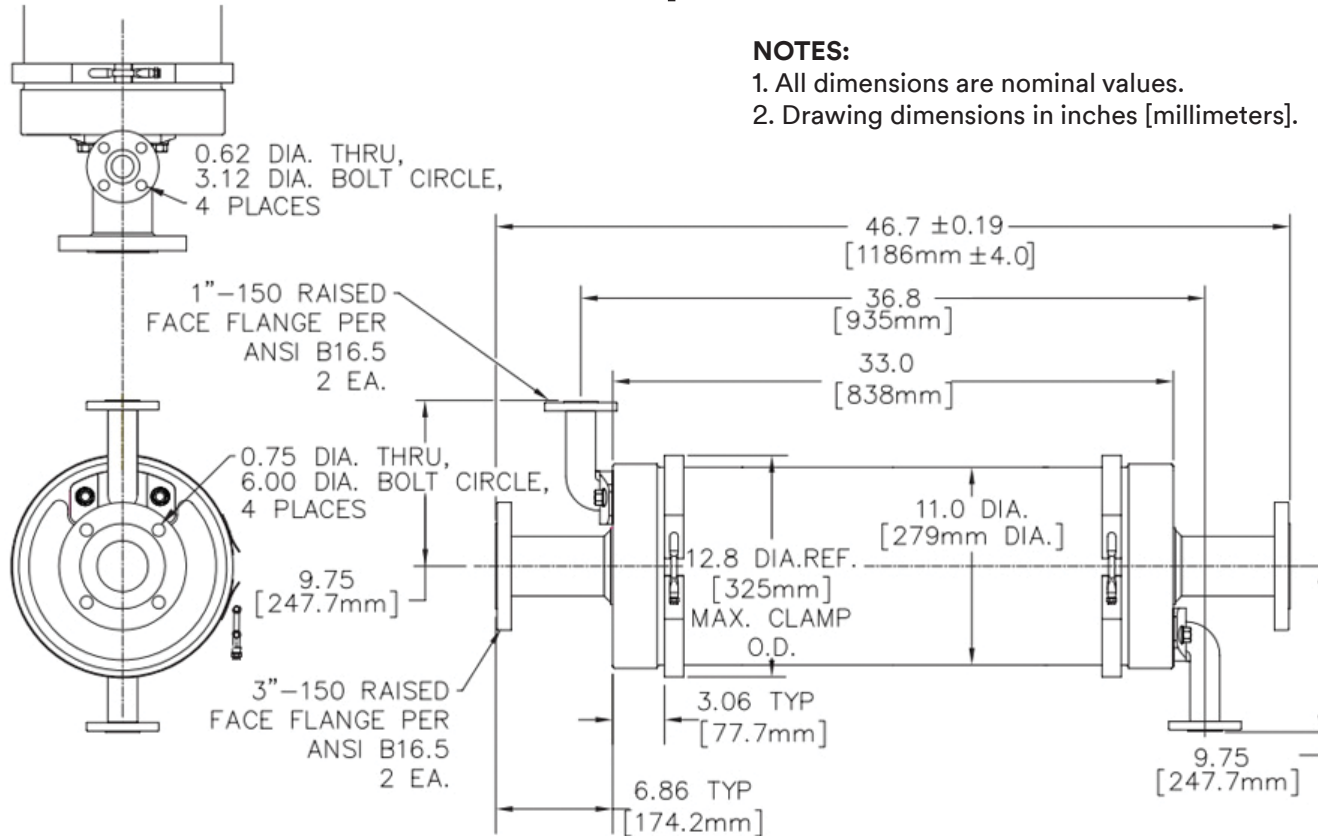 NOTES:
1. All dimensions are nominal values.
2. Drawing dimensions in inches [millimeters].
0.62 DIA. THRU,
3.12 DIA. BOLT CIRCLE,
4 PLACES
46.7 ±0.19
[1186mm ±4.0]
1”-150 RAISED
FACE FLANGE PER
ANSI B16.5
2 EA.
36.8
[935mm]
33.0
[838mm]
0.75 DIA. THRU,
6.00 DIA. BOLT CIRCLE,
4 PLACES
11.0 DIA.
[279mm DIA.]
12.8 DIA.REF.
[325mm]
MAX. CLAMP
O.D.
9.75
[247.7mm]
3”-150 RAISED
FACE FLANGE PER
ANSI B16.5
2 EA.
3.06 TYP
[77.7mm]
9.75
[247.7mm]
6.86 TYP
[174.2mm]